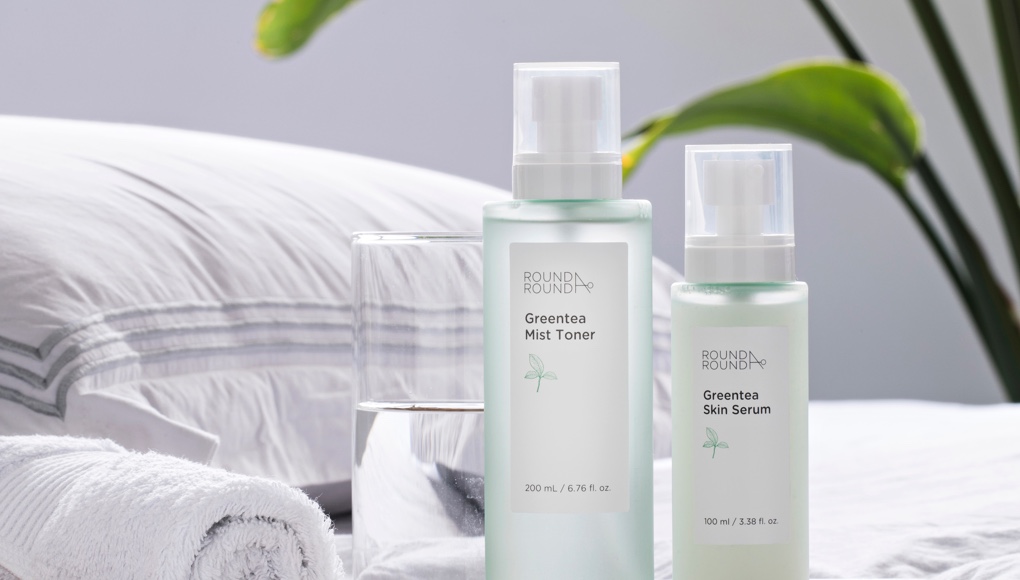 ROUND
ROUND
Greentea
Mist Toner
200 mL / 6.76 fl. oz.
ROUND
ROUND
Greentea
Skin Serum
100 ml / 3.38 fl. oz.